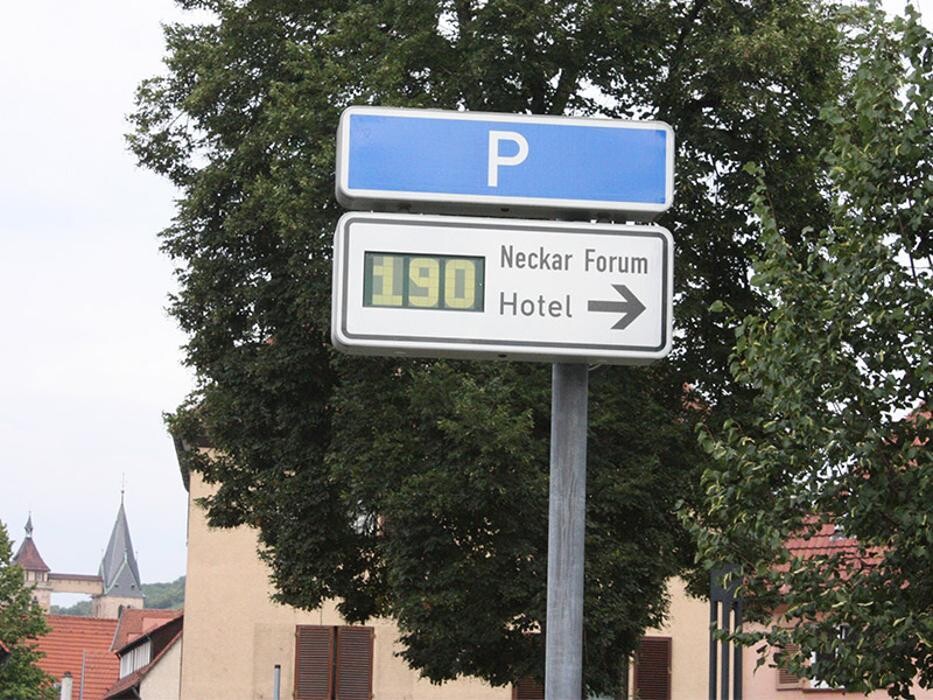 P
190
Neckar Forum
Hotel →